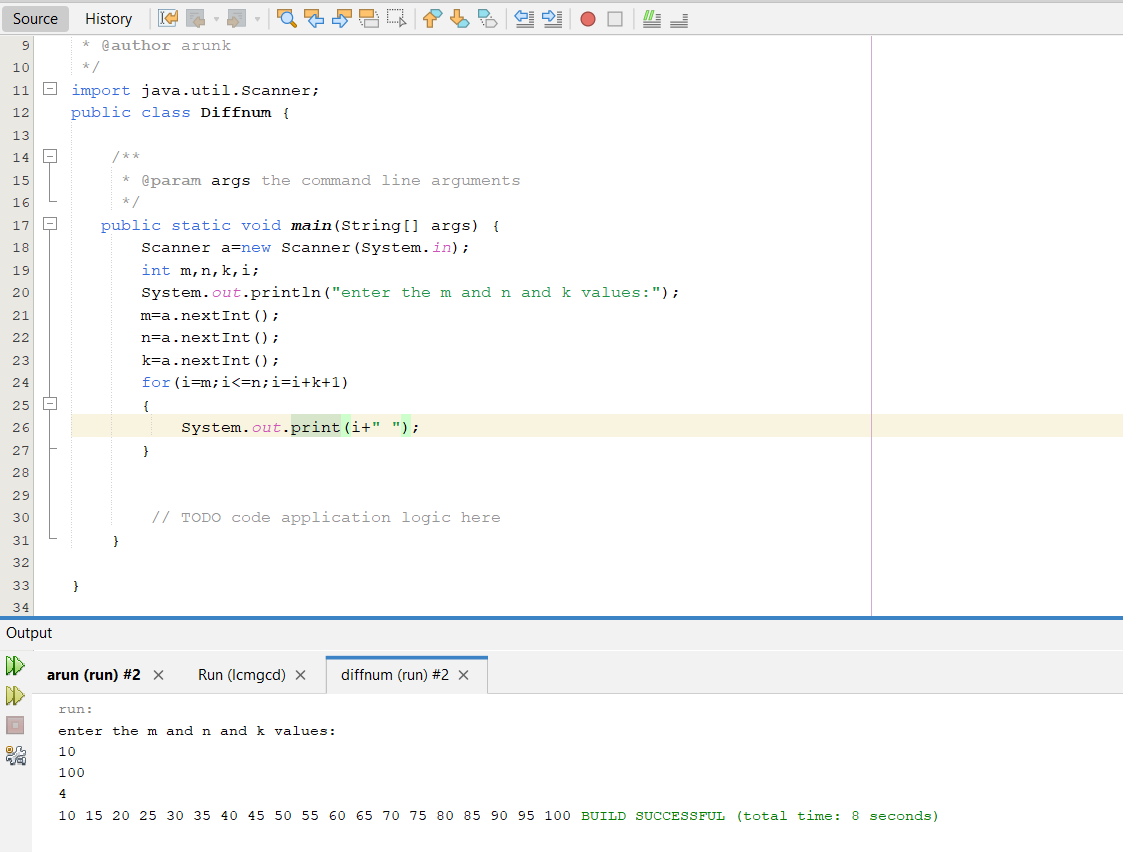 Source History
9 * @author arunk
10 */
11 import java.util.Scanner;
12 public class Diffnum {
13
14 /**
15 * @param args the command line arguments
16 */
17 public static void main(String[] args) {
18 Scanner a=new Scanner(System.in);
19 int m,n,k,i;
20 System.out.println("enter the m and n and k values:");
21 m=a.nextInt();
22 n=a.nextInt();
23 k=a.nextInt();
24 for(i=m;i<=n;i=i+k+1)
25 {
26 System.out.print(i+" ");
27 }
28
29
30 // TODO code application logic here
31 }
32
33 }
34
Output
arun (run) #2 Run (lcmgcd) diffnum (run) #2
run:
enter the m and n and k values:
10
100
4
10 15 20 25 30 35 40 45 50 55 60 65 70 75 80 85 90 95 100 BUILD SUCCESSFUL (total time: 8 seconds)